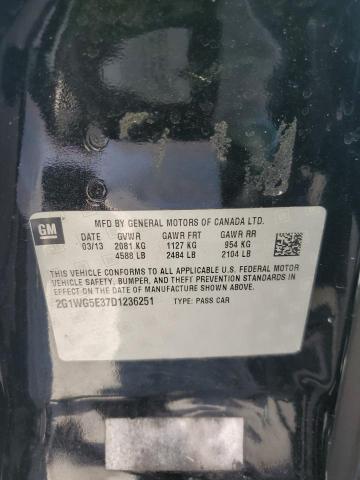 GM
MFD BY GENERAL MOTORS OF CANADA LTD.
DATE GVWR GAWR FRT GAWR RR
03/13 2081 KG 1127 KG 954 KG
4588 LB 2484 LB 2104 LB
THIS VEHICLE CONFORMS TO ALL APPLICABLE U.S. FEDERAL MOTOR
VEHICLE SAFETY, BUMPER, AND THEFT PREVENTION STANDARDS IN
EFFECT ON THE DATE OF MANUFACTURE SHOWN ABOVE.
2G1WG5E37D1236251 TYPE: PASS CAR